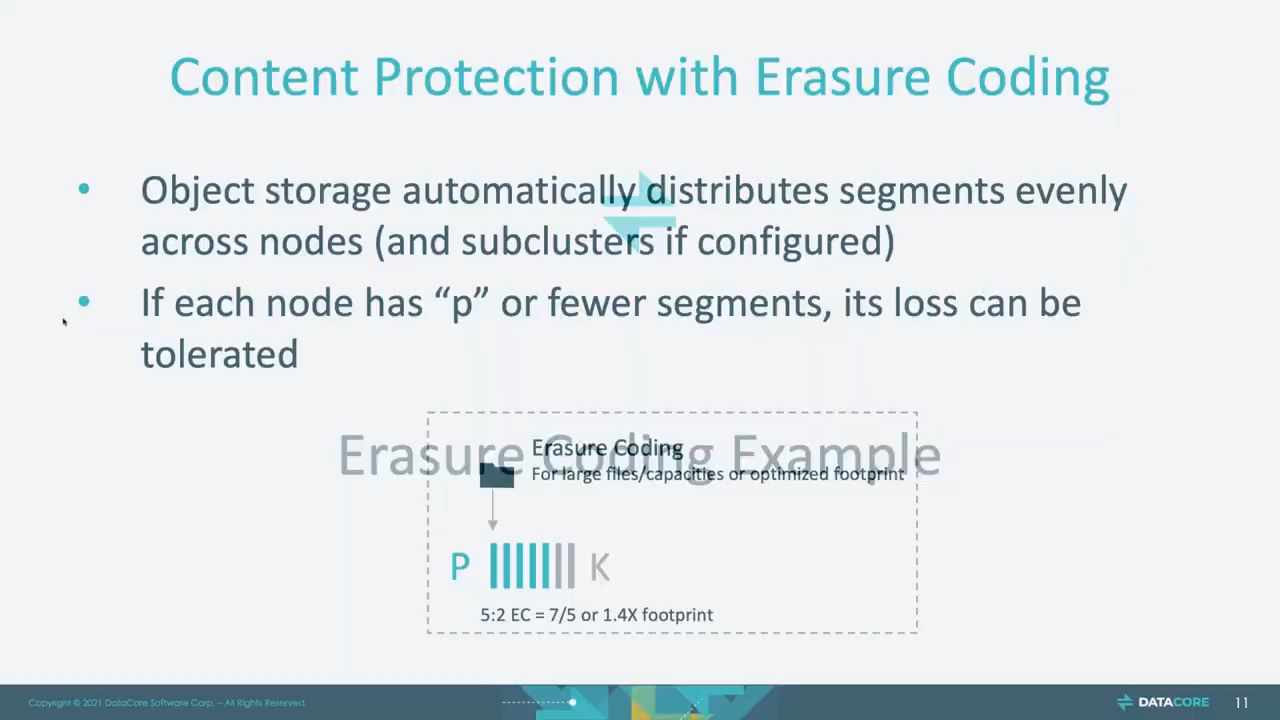 Content Protection with Erasure Coding
• Object storage automatically distributes segments evenly
across nodes (and subclusters if configured)
• If each node has “p” or fewer segments, its loss can be
tolerated
Erasure Coding Example
Erasure Coding
For large files/capacities or optimized footprint
P K
5:2 EC = 7/5 or 1.4X footprint
Copyright © 2021 DataCore Software Corp. – All Rights Reserved.
DATACORE 11